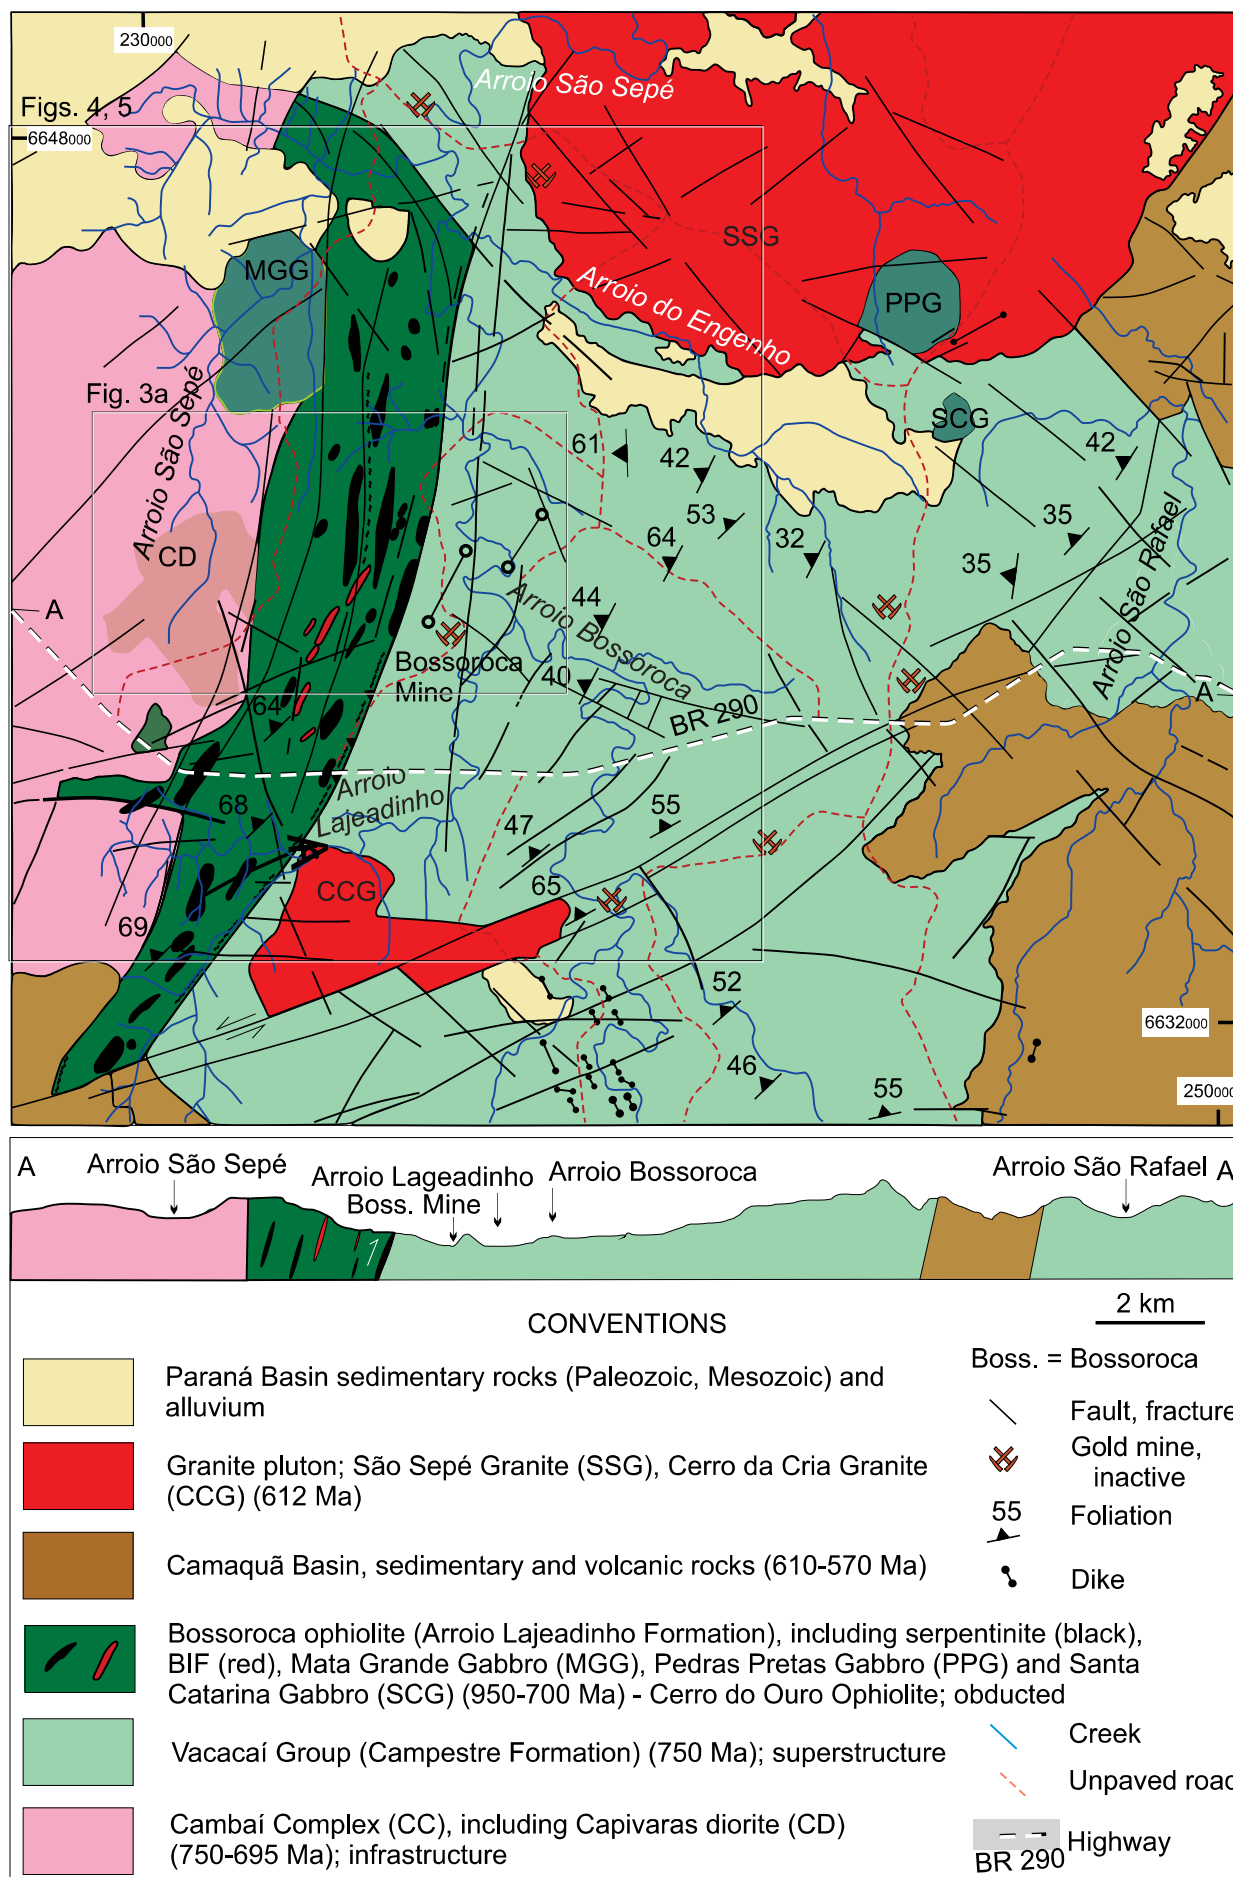 230000
Figs. 4, 5
6648000
Arroio São Sepé
SSG
MGG
PPG
Arroio do Engenho
Fig. 3a
Arroio São Sepé
SCG
61
42
42
53
64
32
35
35
CD
A
44
Arroio Bossoroca
Arroio São Rafael
Bossoroca
Mine
40
BR 290
A
64
Arroio
Lajeadinho
68
47
55
CCG
65
69
52
6632000
46
55
250000
A
Arroio São Sepé
Arroio Lageadinho
Boss. Mine
Arroio Bossoroca
Arroio São Rafael
A
2 km
CONVENTIONS
Paraná Basin sedimentary rocks (Paleozoic, Mesozoic) and
alluvium
Granite pluton; São Sepé Granite (SSG), Cerro da Cria Granite
(CCG) (612 Ma)
Camaquã Basin, sedimentary and volcanic rocks (610-570 Ma)
Bossoroca ophiolite (Arroio Lajeadinho Formation), including serpentinite (black),
BIF (red), Mata Grande Gabbro (MGG), Pedras Pretas Gabbro (PPG) and Santa
Catarina Gabbro (SCG) (950-700 Ma) - Cerro do Ouro Ophiolite; obducted
Vacacaí Group (Campestre Formation) (750 Ma); superstructure
Cambaí Complex (CC), including Capivaras diorite (CD)
(750-695 Ma); infrastructure
Boss. = Bossoroca
Fault, fracture
Gold mine,
inactive
55
Foliation
Dike
Creek
Unpaved road
Highway
BR 290